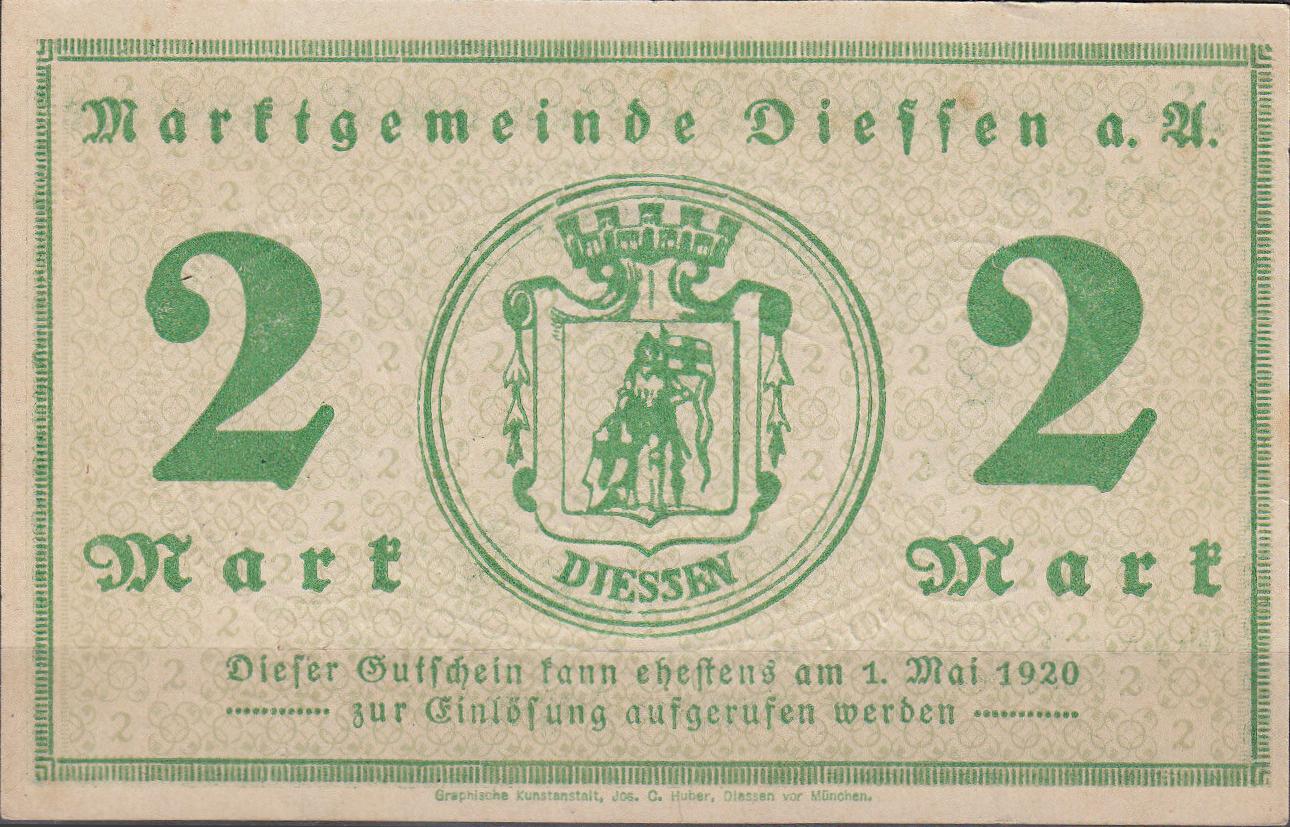 Marktgemeinde Diessen a. A.
2 2
Mark Mark
DIESSEN
Dieser Gutschein kann ehestens am 1. Mai 1920
zur Einlösung aufgerufen werden
Graphische Kunstanstalt, Jos. C. Huber, Diessen vor München.